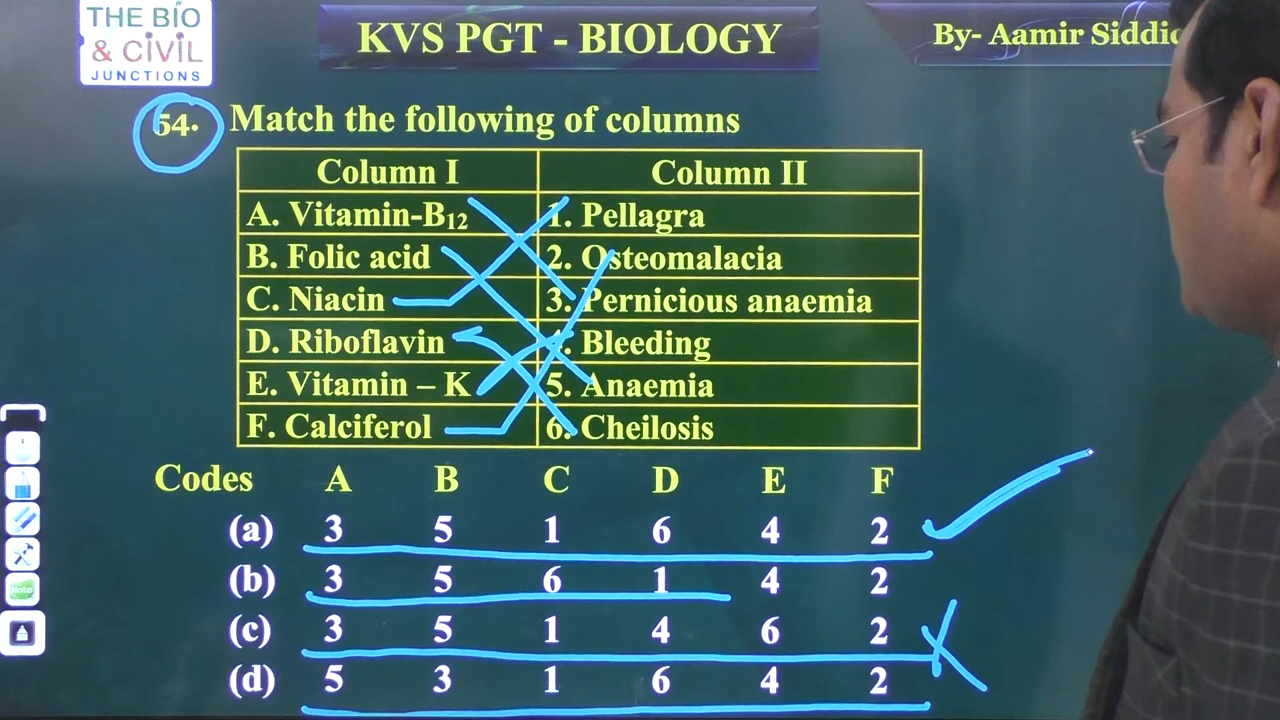 THE BIO
& CIVIL
JUNCTIONS
KVS PGT - BIOLOGY
By- Aamir
54. Match the following of columns
Column I Column II
A. Vitamin-B₁₂ 1. Pellagra
B. Folic acid 2. Osteomalacia
C. Niacin 3. Pernicious anaemia
D. Riboflavin 4. Bleeding
E. Vitamin – K 5. Anaemia
F. Calciferol 6. Cheilosis
Codes A B C D E F
(a) 3 5 1 6 4 2
(b) 3 5 6 1 4 2
(c) 3 5 1 4 6 2
(d) 5 3 1 6 4 2